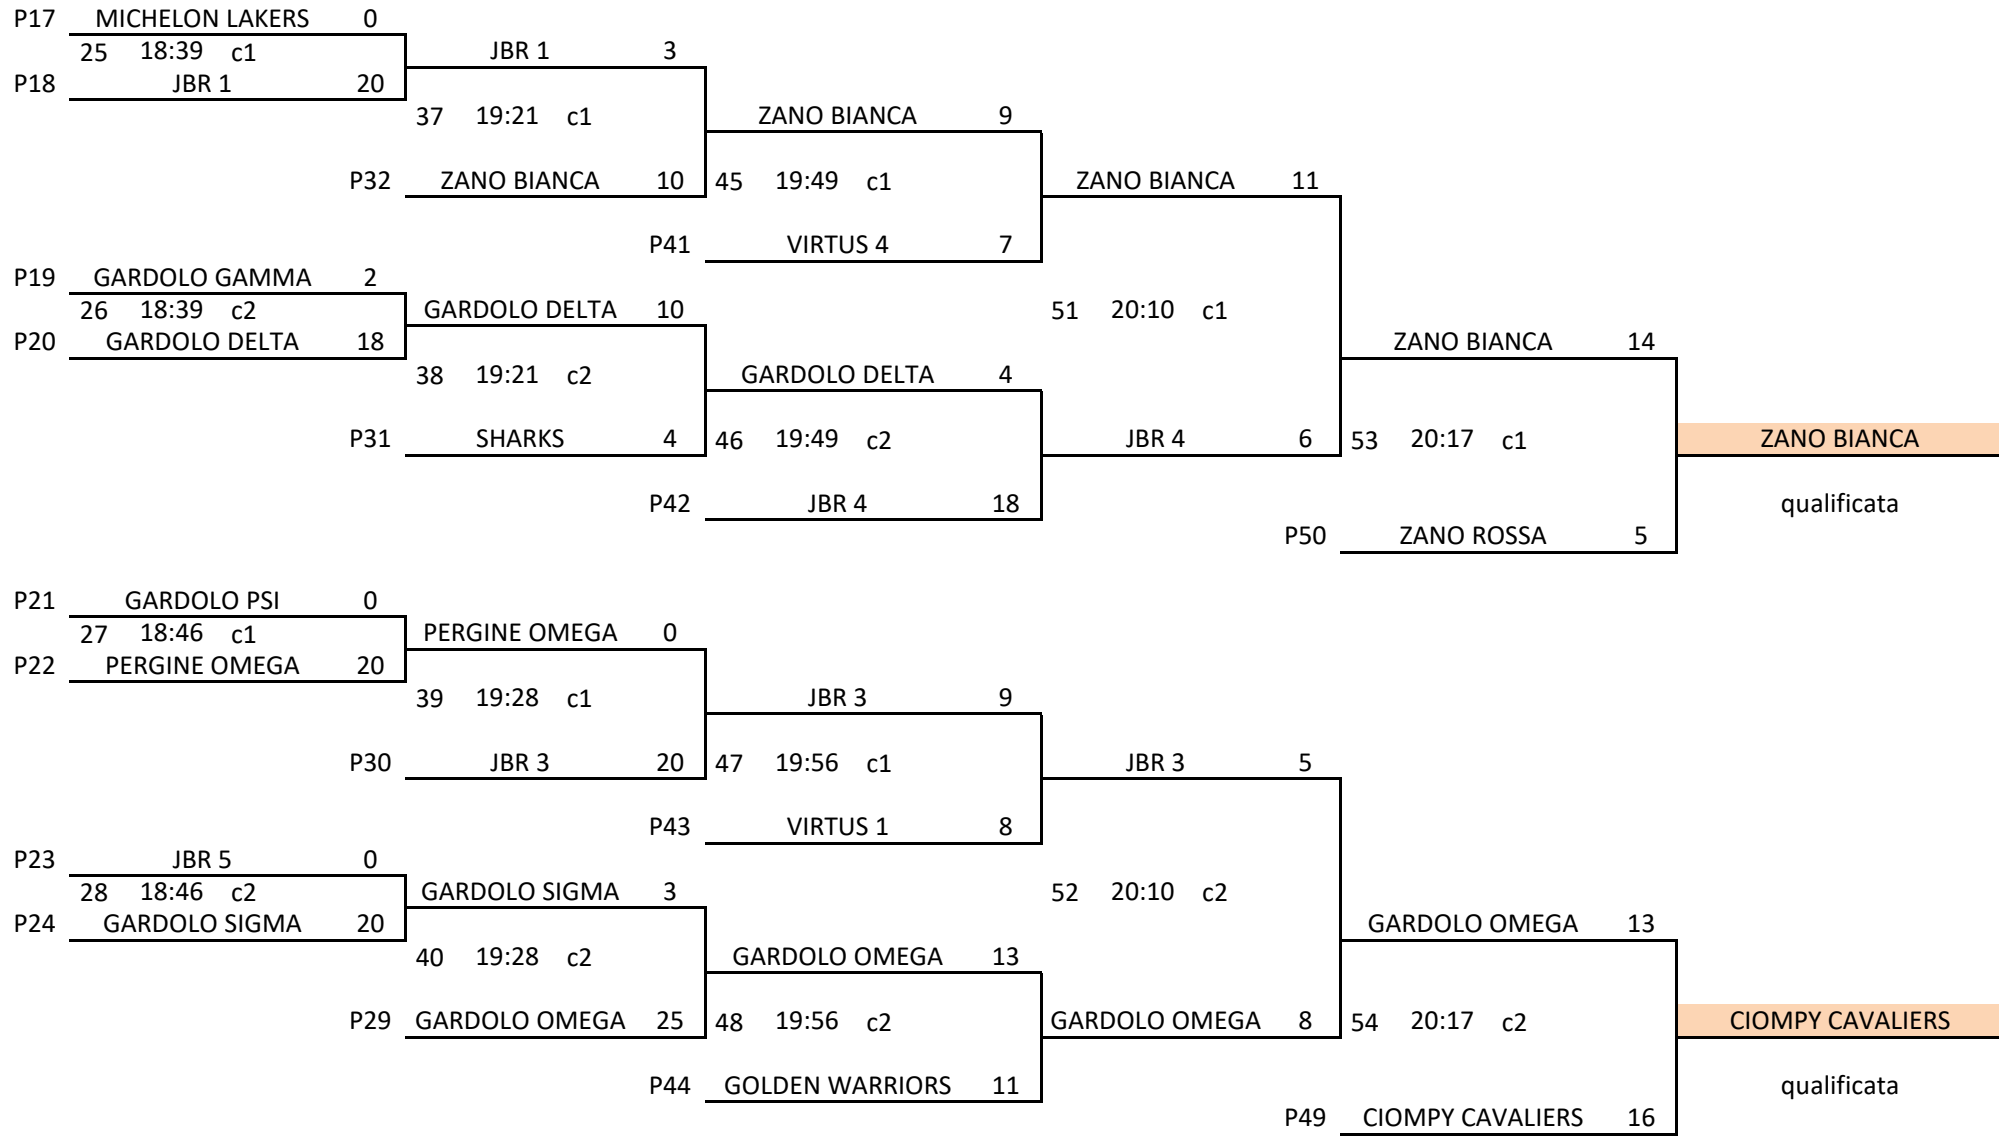 P17 MICHELON LAKERS 0
25 18:39 c1 JBR 1 3
P18 JBR 1 20
37 19:21 c1 ZANO BIANCA 9
P32 ZANO BIANCA 10 45 19:49 c1 ZANO BIANCA 11
P41 VIRTUS 4 7
P19 GARDOLO GAMMA 2
26 18:39 c2 GARDOLO DELTA 10 51 20:10 c1
P20 GARDOLO DELTA 18 ZANO BIANCA 14
38 19:21 c2 GARDOLO DELTA 4
P31 SHARKS 4 46 19:49 c2 JBR 4 6 53 20:17 c1 ZANO BIANCA
P42 JBR 4 18 qualificata
P50 ZANO ROSSA 5
P21 GARDOLO PSI 0
27 18:46 c1 PERGINE OMEGA 0
P22 PERGINE OMEGA 20
39 19:28 c1 JBR 3 9
P30 JBR 3 20 47 19:56 c1 JBR 3 5
P43 VIRTUS 1 8
P23 JBR 5 0
28 18:46 c2 GARDOLO SIGMA 3 52 20:10 c2
P24 GARDOLO SIGMA 20 GARDOLO OMEGA 13
40 19:28 c2 GARDOLO OMEGA 13
P29 GARDOLO OMEGA 25 48 19:56 c2 GARDOLO OMEGA 8 54 20:17 c2 CIOMPY CAVALIERS
P44 GOLDEN WARRIORS 11 qualificata
P49 CIOMPY CAVALIERS 16